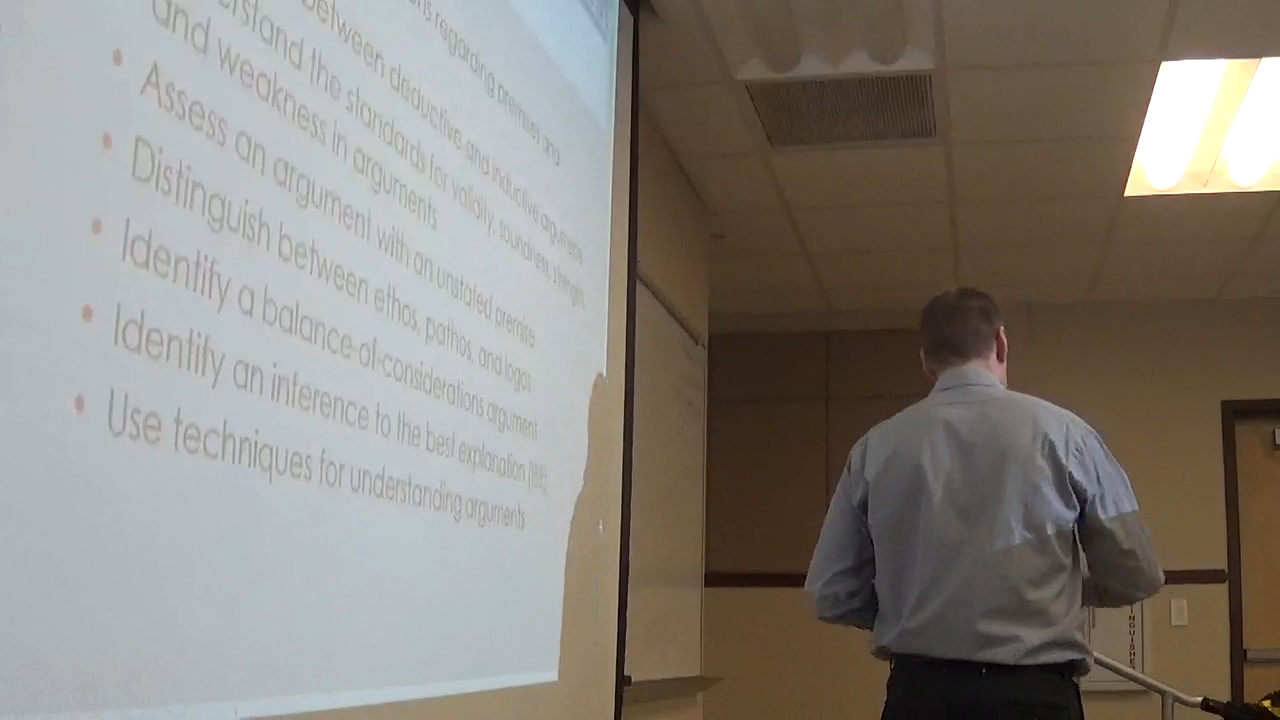 ns regarding premises and
between deductive and inductive arguments
erstand the standards for validity, soundness, strength,
and weakness in arguments
• Assess an argument with an unstated premise
• Distinguish between ethos, pathos, and logos
• Identify a balance-of-considerations argument
• Identify an inference to the best explanation (IBE)
• Use techniques for understanding arguments
INGUISHE